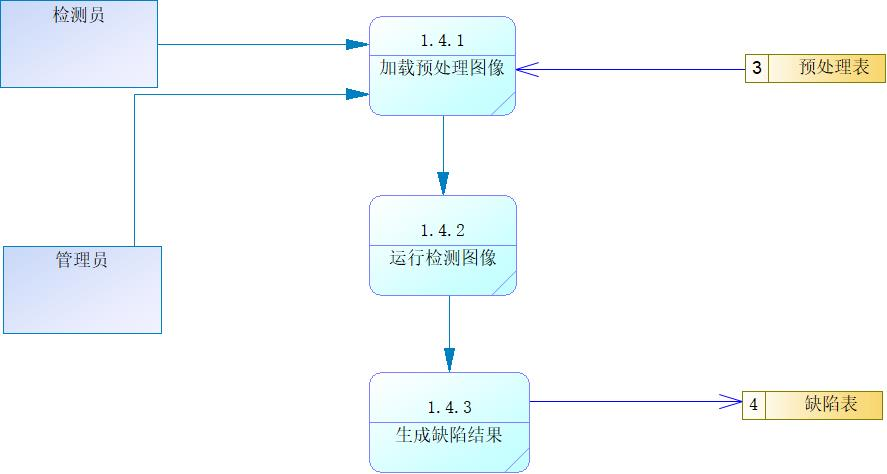 检测员
1.4.1
加载预处理图像
3 预处理表
1.4.2
运行检测图像
管理员
1.4.3
生成缺陷结果
4 缺陷表